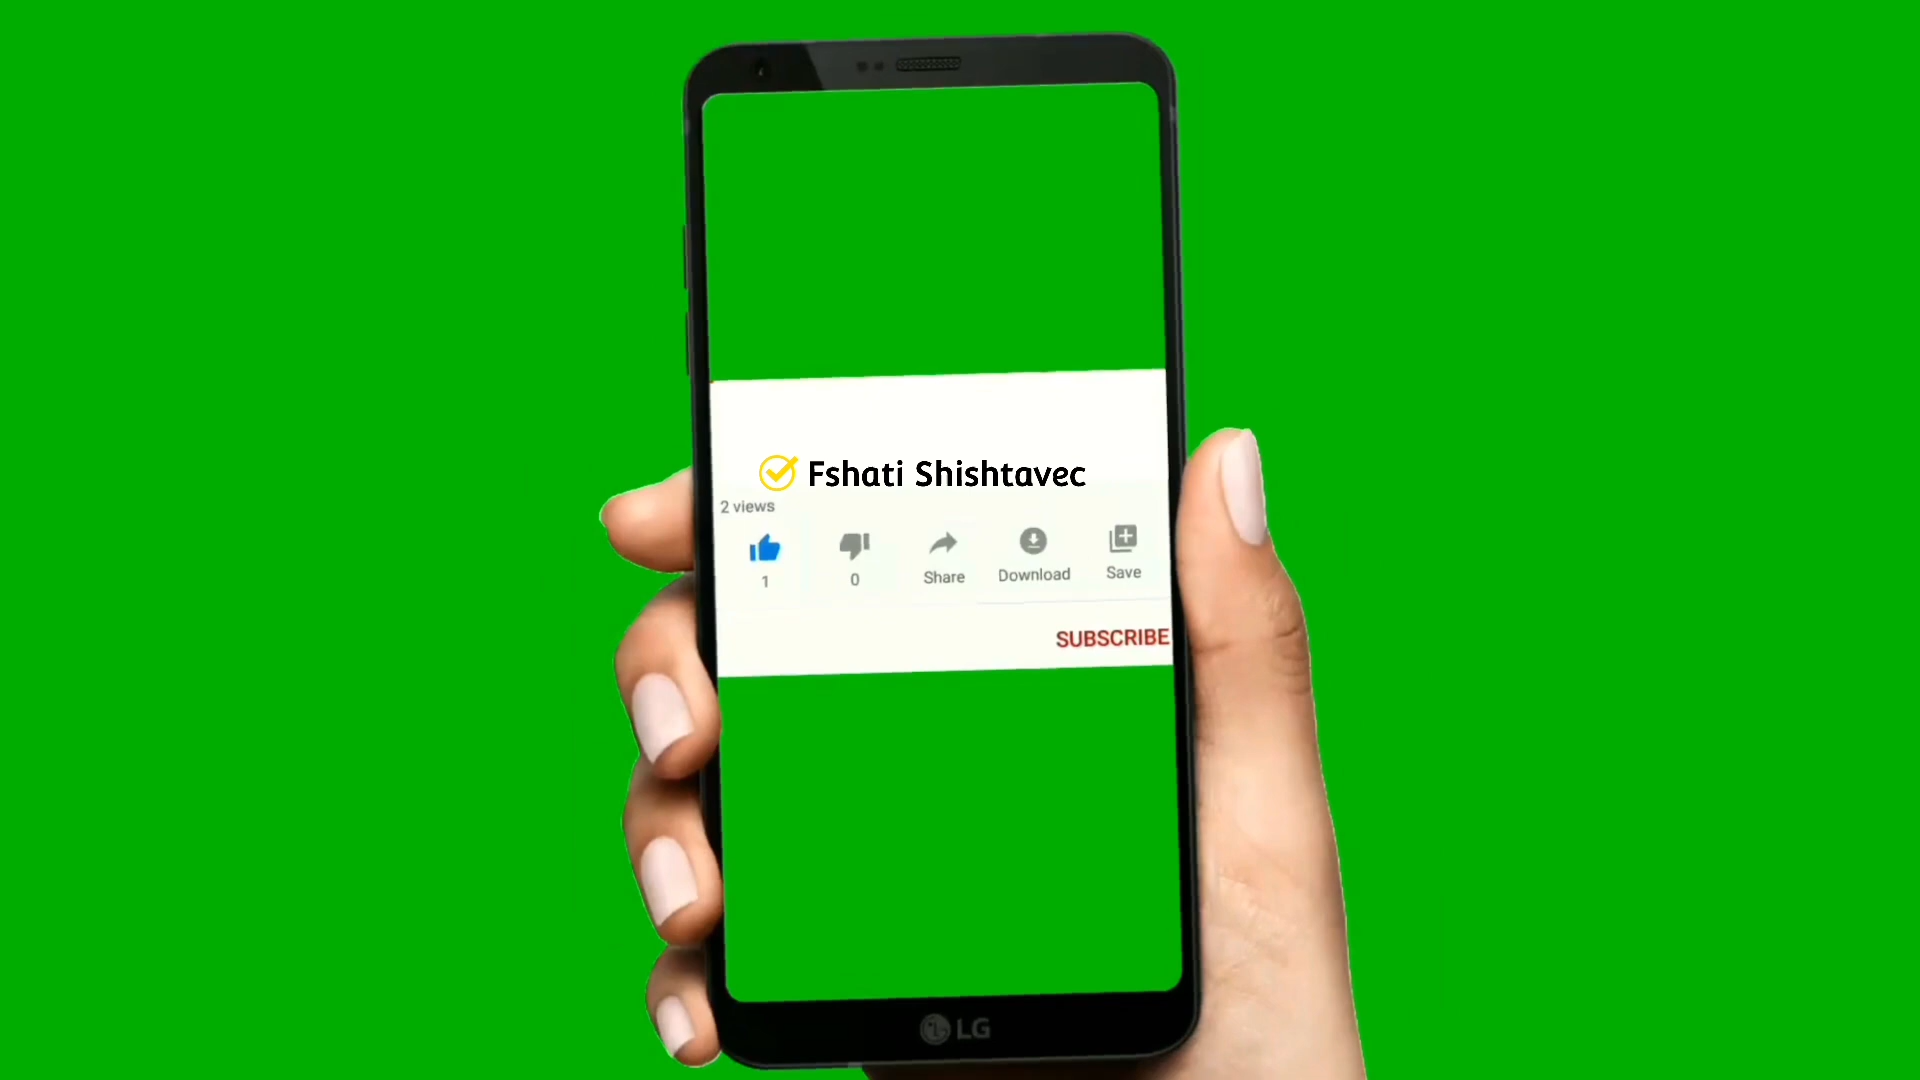 Fshati Shishtavec
2 views
1 0 Share Download Save
SUBSCRIBE
LG